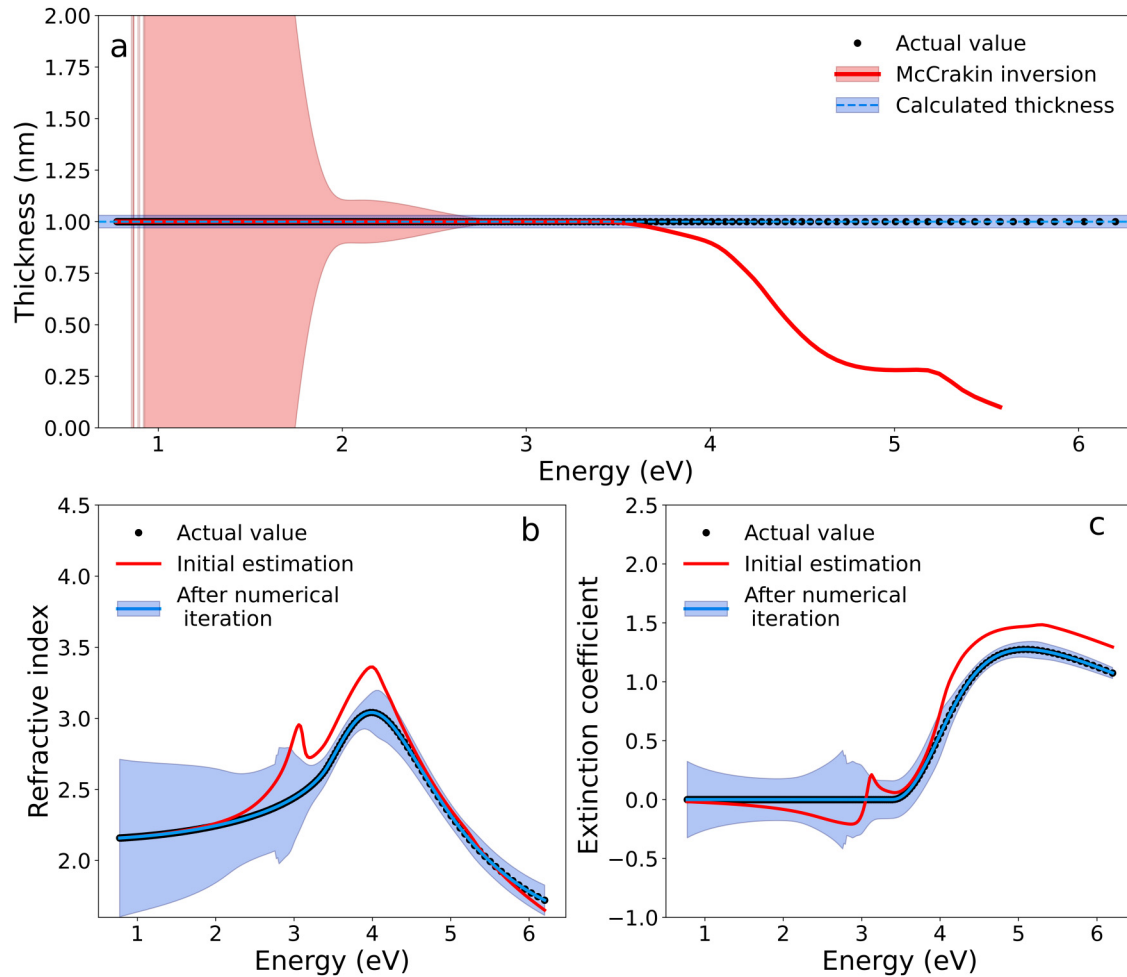 a
2.00
1.75
1.50
1.25
1.00
0.75
0.50
0.25
0.00
Thickness (nm)
Actual value
McCrakin inversion
Calculated thickness
1 2 3 4 5 6
Energy (eV)
b
4.5
4.0
3.5
3.0
2.5
2.0
Refractive index
Actual value
Initial estimation
After numerical
iteration
1 2 3 4 5 6
Energy (eV)
c
2.5
2.0
1.5
1.0
0.5
0.0
−0.5
−1.0
Extinction coefficient
Actual value
Initial estimation
After numerical
iteration
1 2 3 4 5 6
Energy (eV)